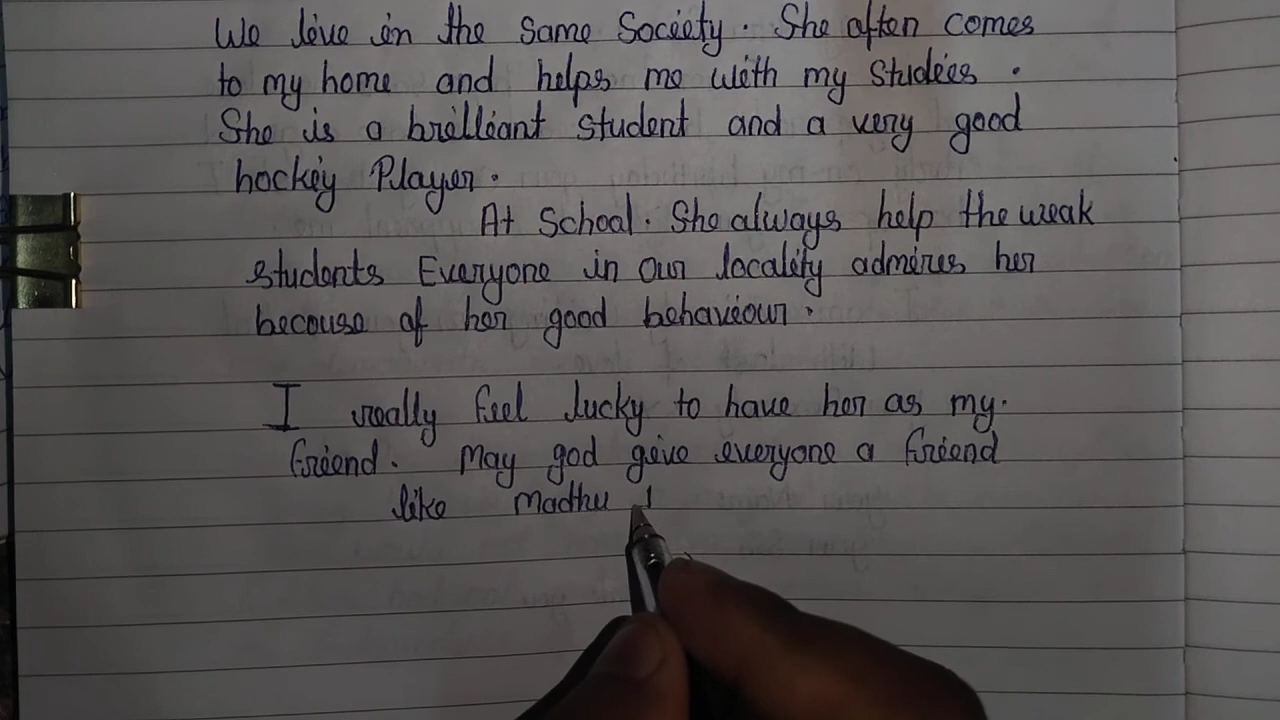 We live in the Same Society. She often comes
to my home and helps me with my Studies.
She is a brilliant student and a very good
hockey Player.
At School. She always help the weak
students Everyone in our locality admires her
because of her good behaviour.
I really feel lucky to have her as my.
friend. May god give everyone a friend
like Madhu !